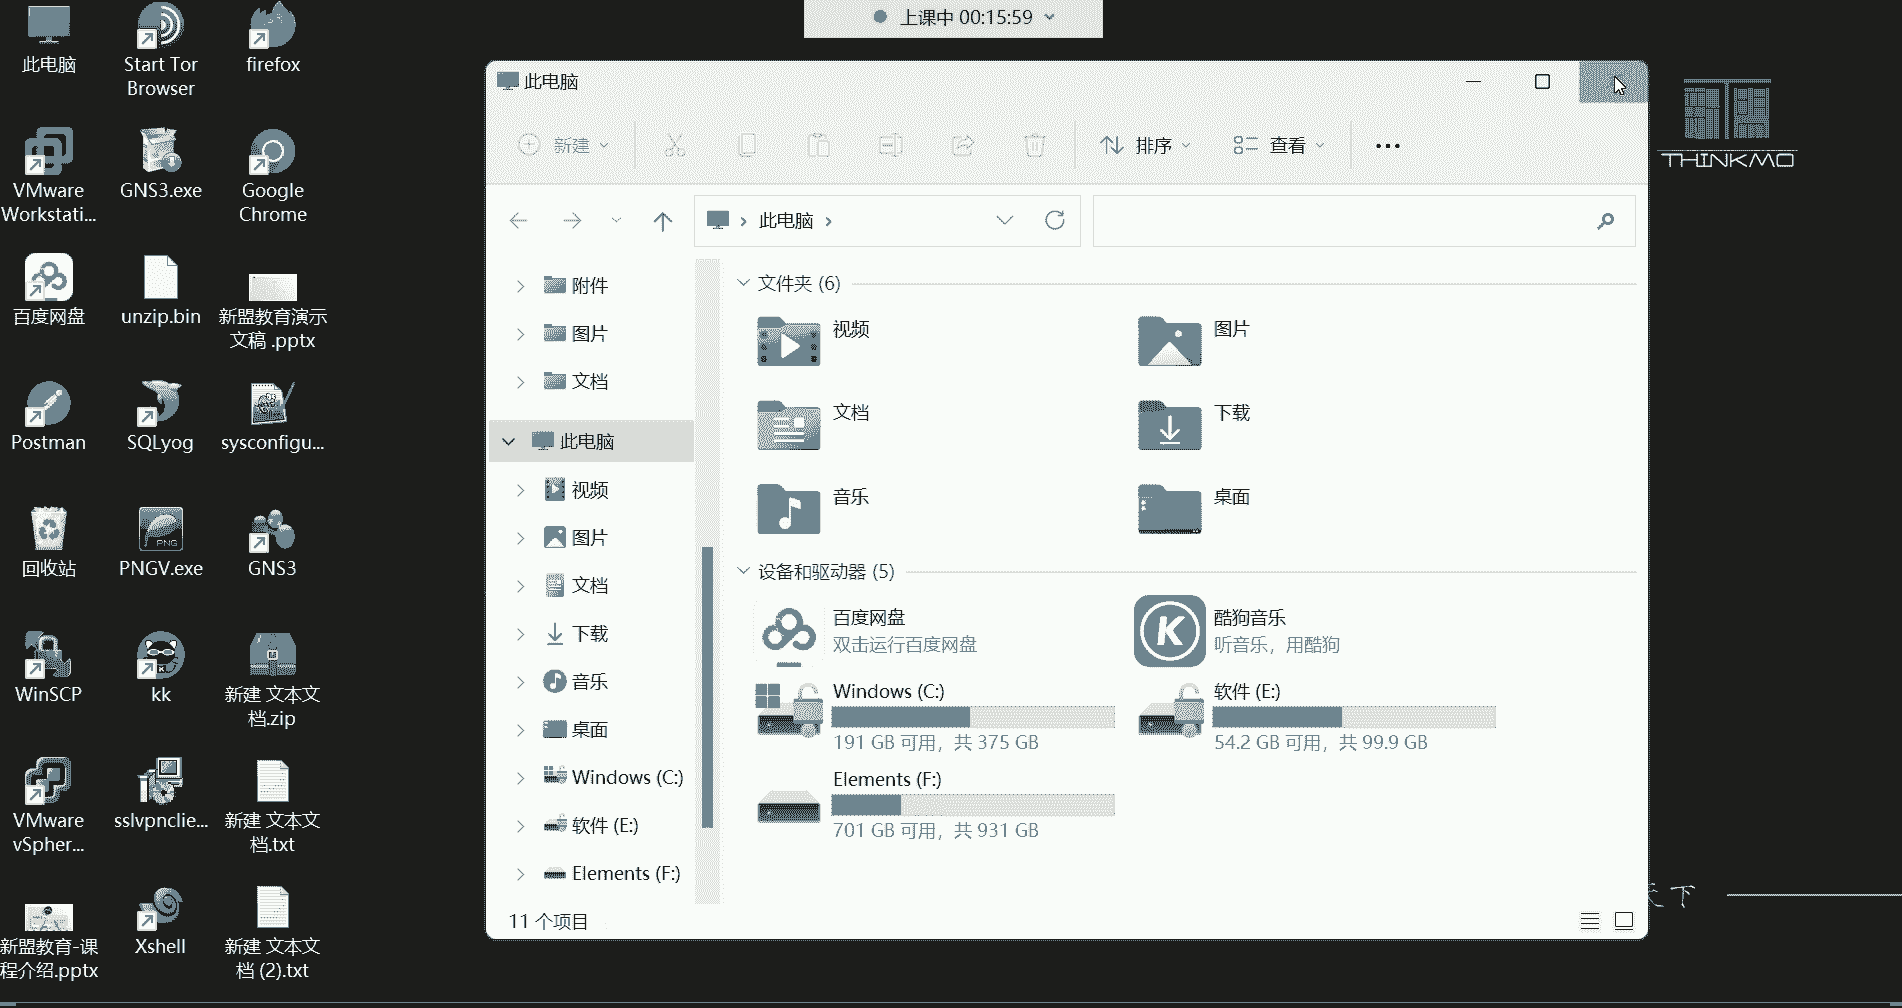 上课中 00:15:59
此电脑
Start Tor
Browser
firefox
VMware
Workstati...
GNS3.exe
Google
Chrome
百度网盘
unzip.bin
新盟教育演示
文稿 .pptx
Postman
SQLyog
sysconfigu...
回收站
PNGV.exe
GNS3
WinSCP
kk
新建 文本文
档.zip
VMware
vSpher...
sslvpnclie...
新建 文本文
档.txt
新盟教育-课
程介绍.pptx
Xshell
新建 文本文
档 (2).txt
此电脑
新建
排序
查看
此电脑
附件
图片
文档
此电脑
视频
图片
文档
下载
音乐
桌面
Windows (C:)
软件 (E:)
Elements (F:)
文件夹 (6)
视频
图片
文档
下载
音乐
桌面
设备和驱动器 (5)
百度网盘
双击运行百度网盘
酷狗音乐
听音乐，用酷狗
Windows (C:)
191 GB 可用，共 375 GB
软件 (E:)
54.2 GB 可用，共 99.9 GB
Elements (F:)
701 GB 可用，共 931 GB
11 个项目
THINKMO
天下